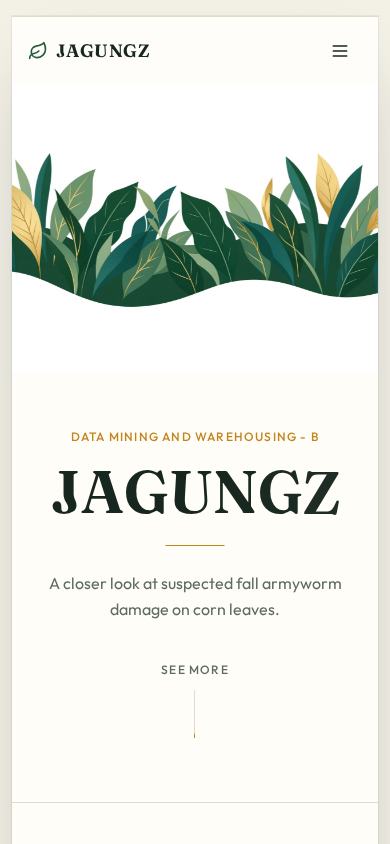 JAGUNGZ
DATA MINING AND WAREHOUSING - B
JAGUNGZ
A closer look at suspected fall armyworm
damage on corn leaves.
SEE MORE